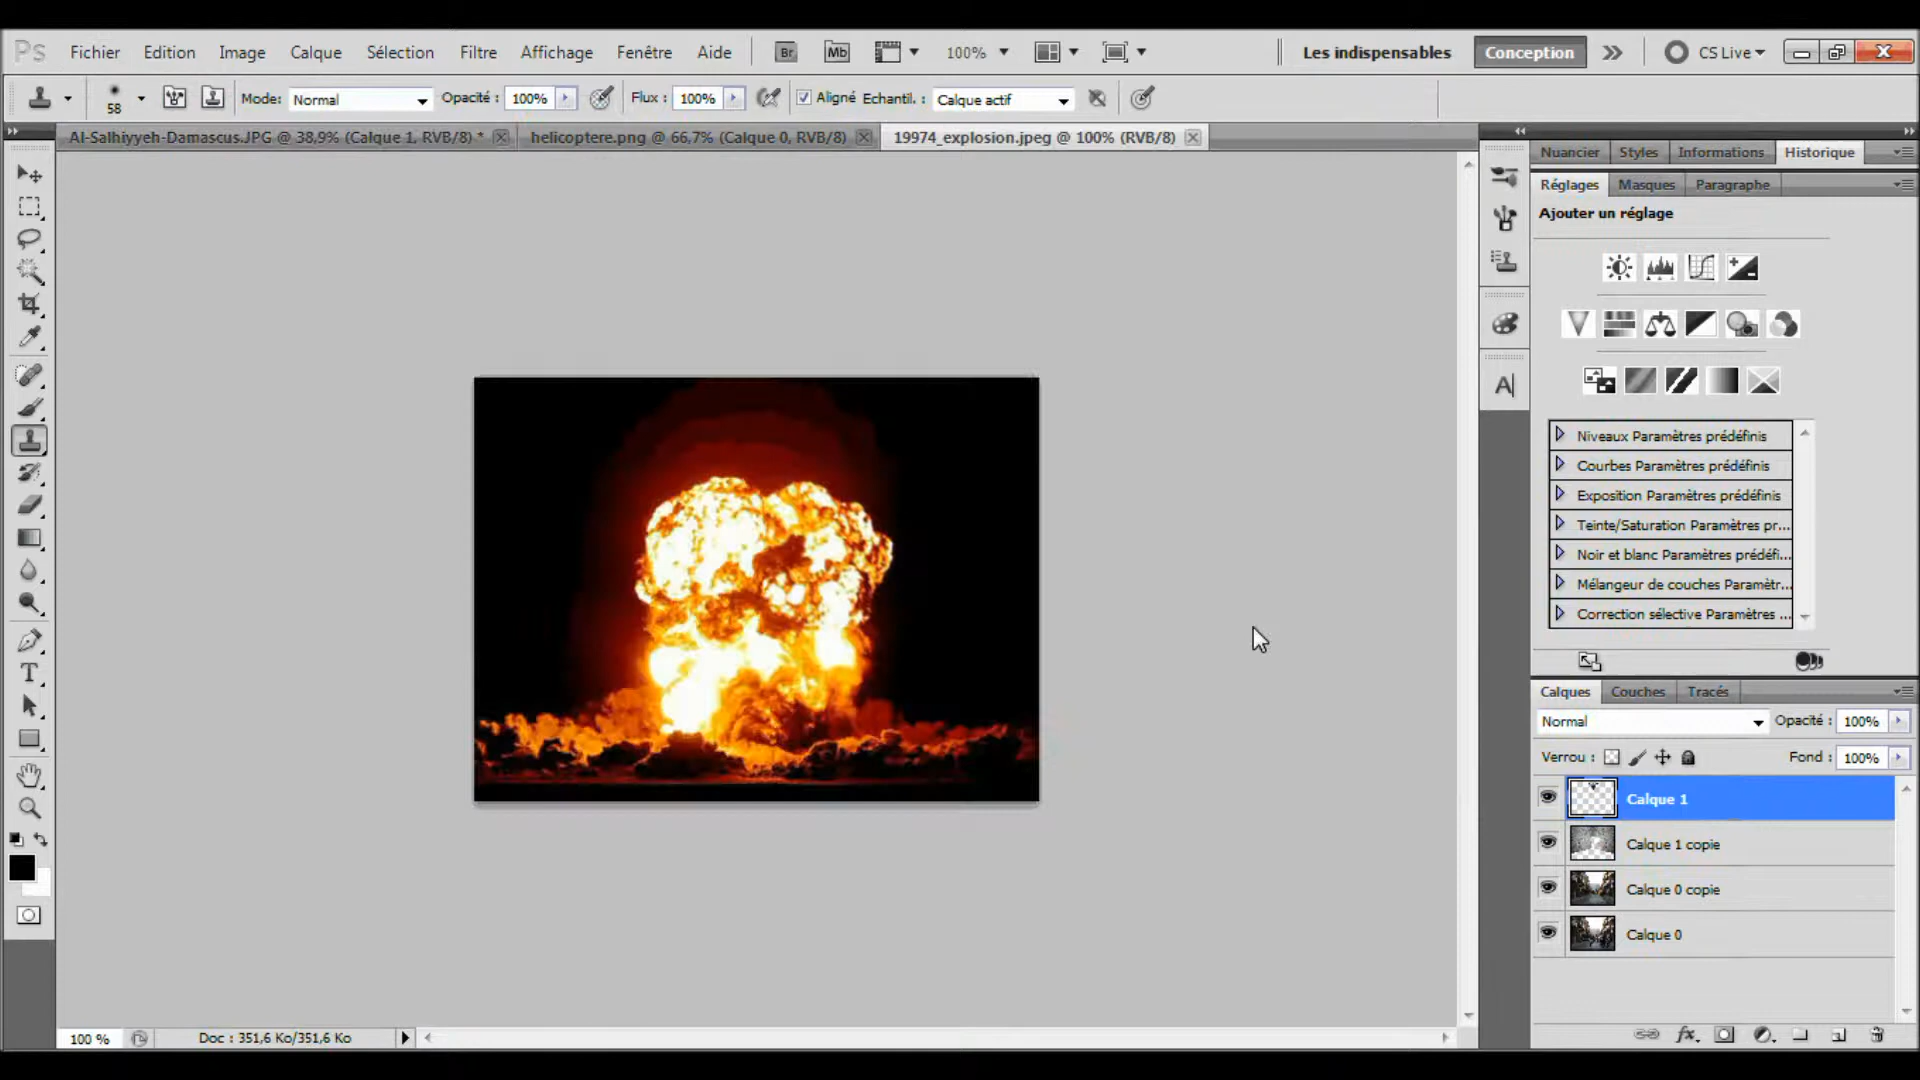 Ps Fichier Edition Image Calque Sélection Filtre Affichage Fenêtre Aide Br Mb 100% Les indispensables Conception CS Live
58 Mode: Normal Opacité : 100% Flux : 100% Aligné Echantil. : Calque actif
Al-Salhiyyeh-Damascus.JPG @ 38,9% (Calque 1, RVB/8) * helicoptere.png @ 66,7% (Calque 0, RVB/8) 19974_explosion.jpeg @ 100% (RVB/8)
Nuancier Styles Informations Historique
Réglages Masques Paragraphe
Ajouter un réglage
A
Niveaux Paramètres prédéfinis
Courbes Paramètres prédéfinis
Exposition Paramètres prédéfinis
Teinte/Saturation Paramètres pr...
Noir et blanc Paramètres prédéfi...
Mélangeur de couches Paramètr...
Correction sélective Paramètres ...
Calques Couches Tracés
Normal Opacité : 100%
Verrou : Fond : 100%
Calque 1
Calque 1 copie
Calque 0 copie
Calque 0
T
fx
100 % Doc : 351,6 Ko/351,6 Ko